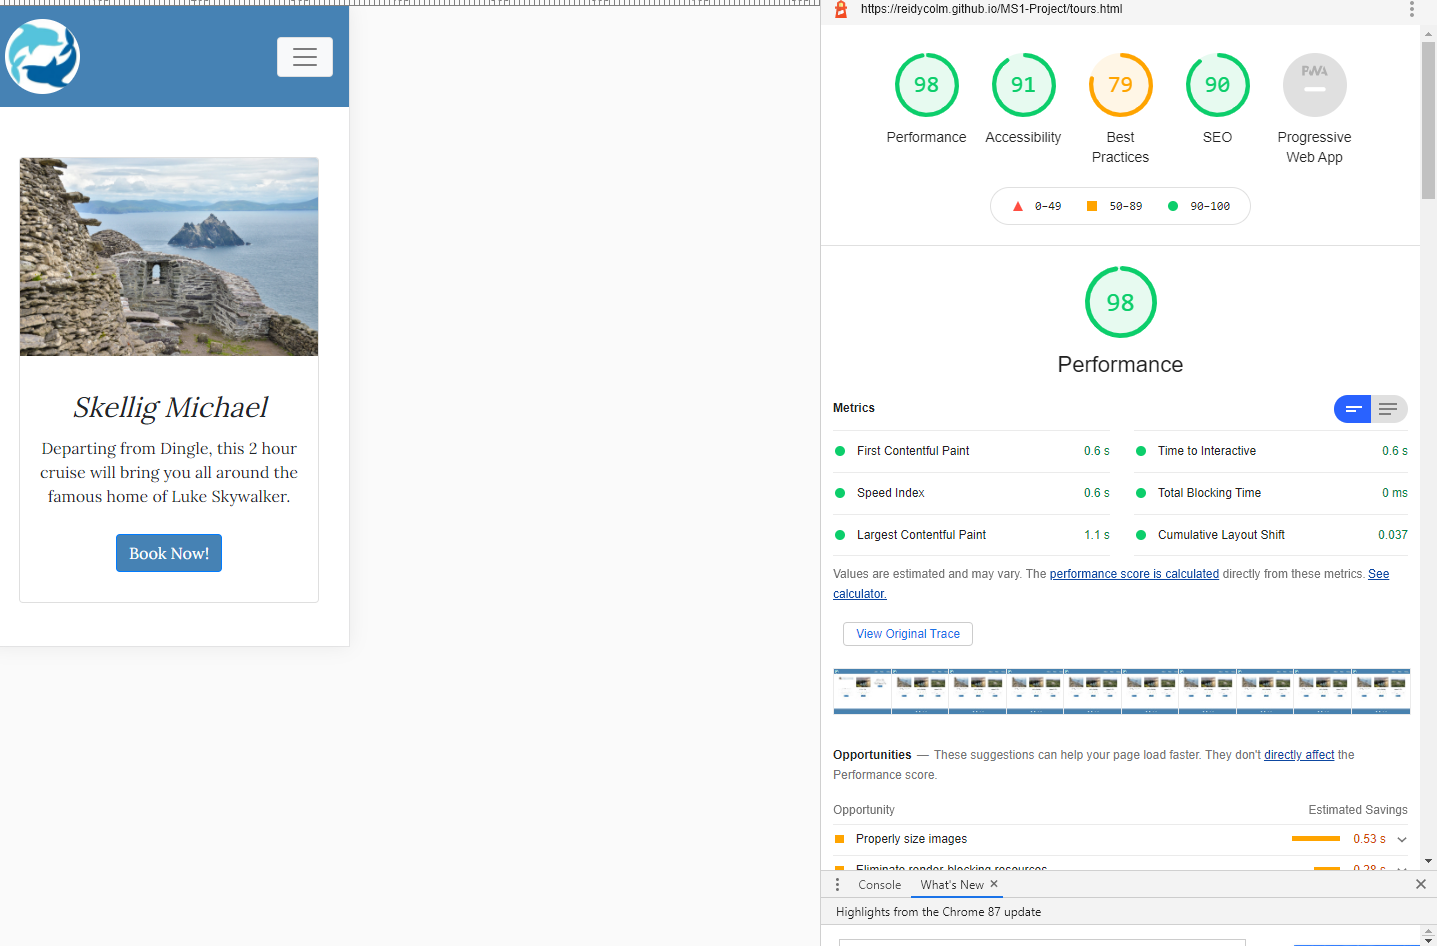 Skellig Michael
Departing from Dingle, this 2 hour
cruise will bring you all around the
famous home of Luke Skywalker.
Book Now!
https://reidycolm.github.io/MS1-Project/tours.html
98
91
79
90
PWA
Performance
Accessibility
Best
Practices
SEO
Progressive
Web App
0–49
50–89
90–100
98
Performance
Metrics
First Contentful Paint 0.6 s
Time to Interactive 0.6 s
Speed Index 0.6 s
Total Blocking Time 0 ms
Largest Contentful Paint 1.1 s
Cumulative Layout Shift 0.037
Values are estimated and may vary. The performance score is calculated directly from these metrics. See
calculator.
View Original Trace
Opportunities — These suggestions can help your page load faster. They don't directly affect the
Performance score.
Opportunity Estimated Savings
Properly size images 0.53 s
Eliminate render-blocking resources 0.28 s
Console What's New ×
Highlights from the Chrome 87 update